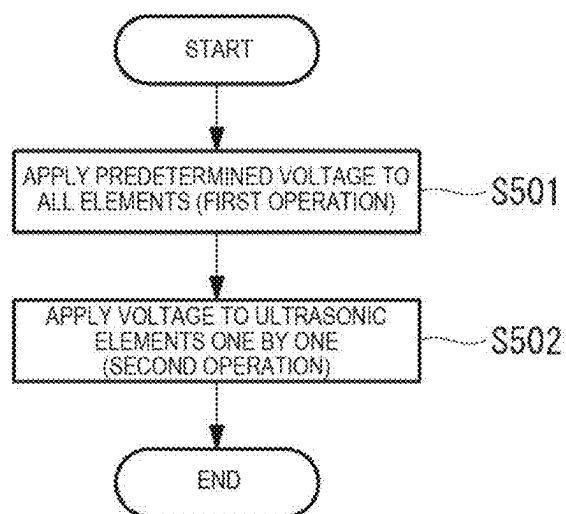 START
APPLY PREDETERMINED VOLTAGE TO
ALL ELEMENTS (FIRST OPERATION)
S501
APPLY VOLTAGE TO ULTRASONIC
ELEMENTS ONE BY ONE
(SECOND OPERATION)
S502
END